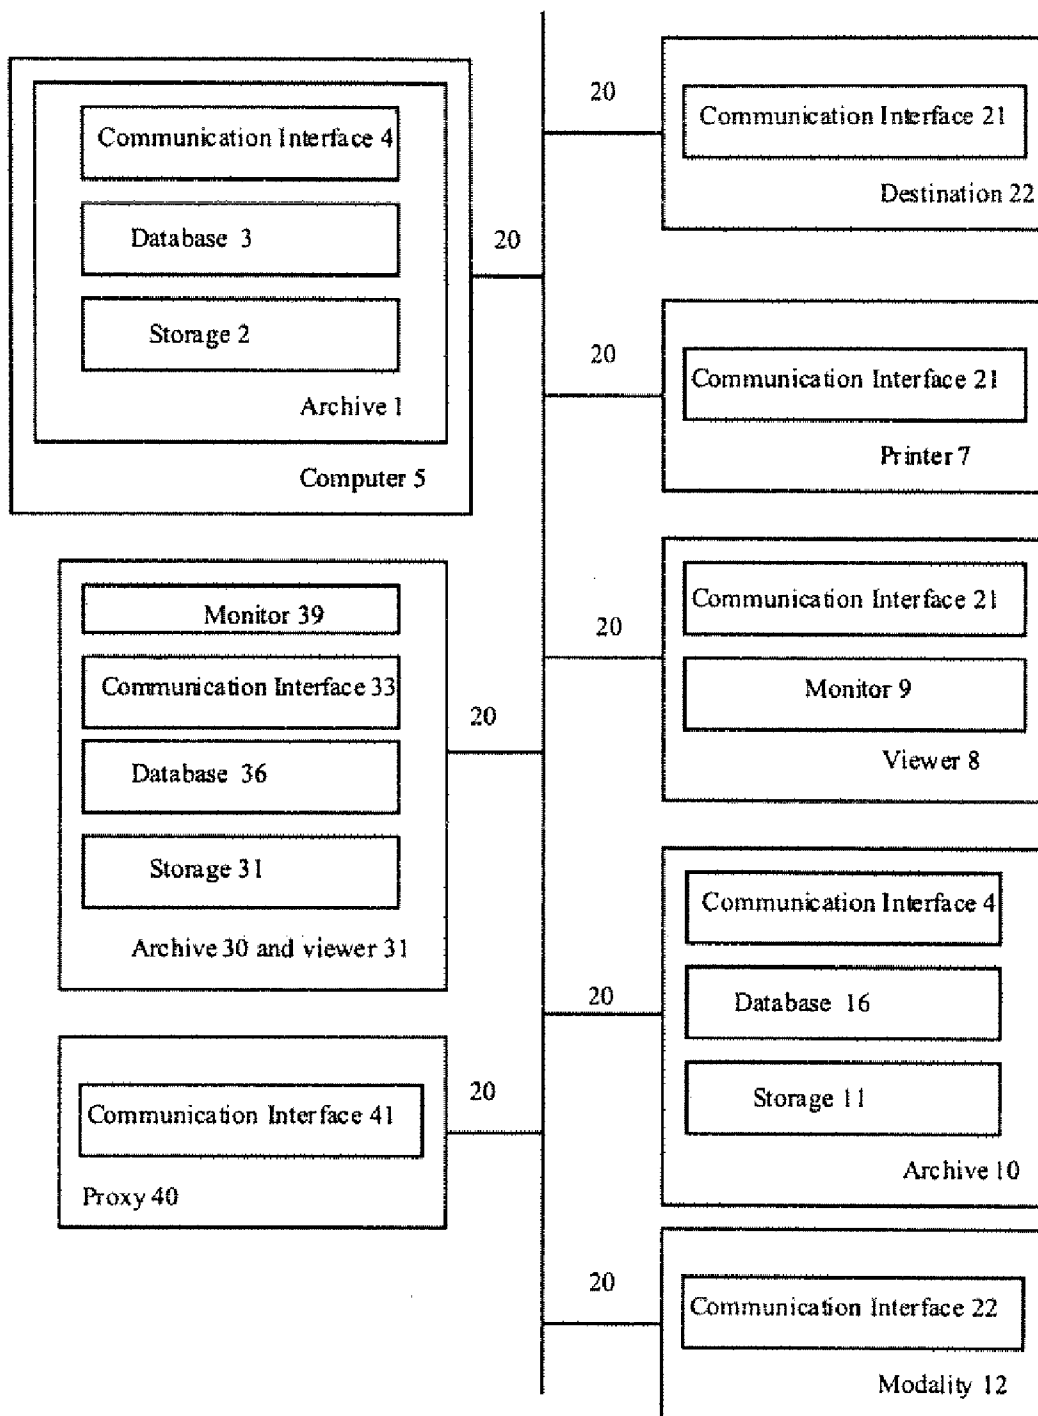 Communication Interface 4
Database 3
Storage 2
Archive 1
Computer 5
20
Monitor 39
Communication Interface 33
Database 36
Storage 31
Archive 30 and viewer 31
20
Communication Interface 41
Proxy 40
20
20
Communication Interface 21
Destination 22
20
Communication Interface 21
Printer 7
20
Communication Interface 21
Monitor 9
Viewer 8
20
Communication Interface 4
Database 16
Storage 11
Archive 10
20
Communication Interface 22
Modality 12